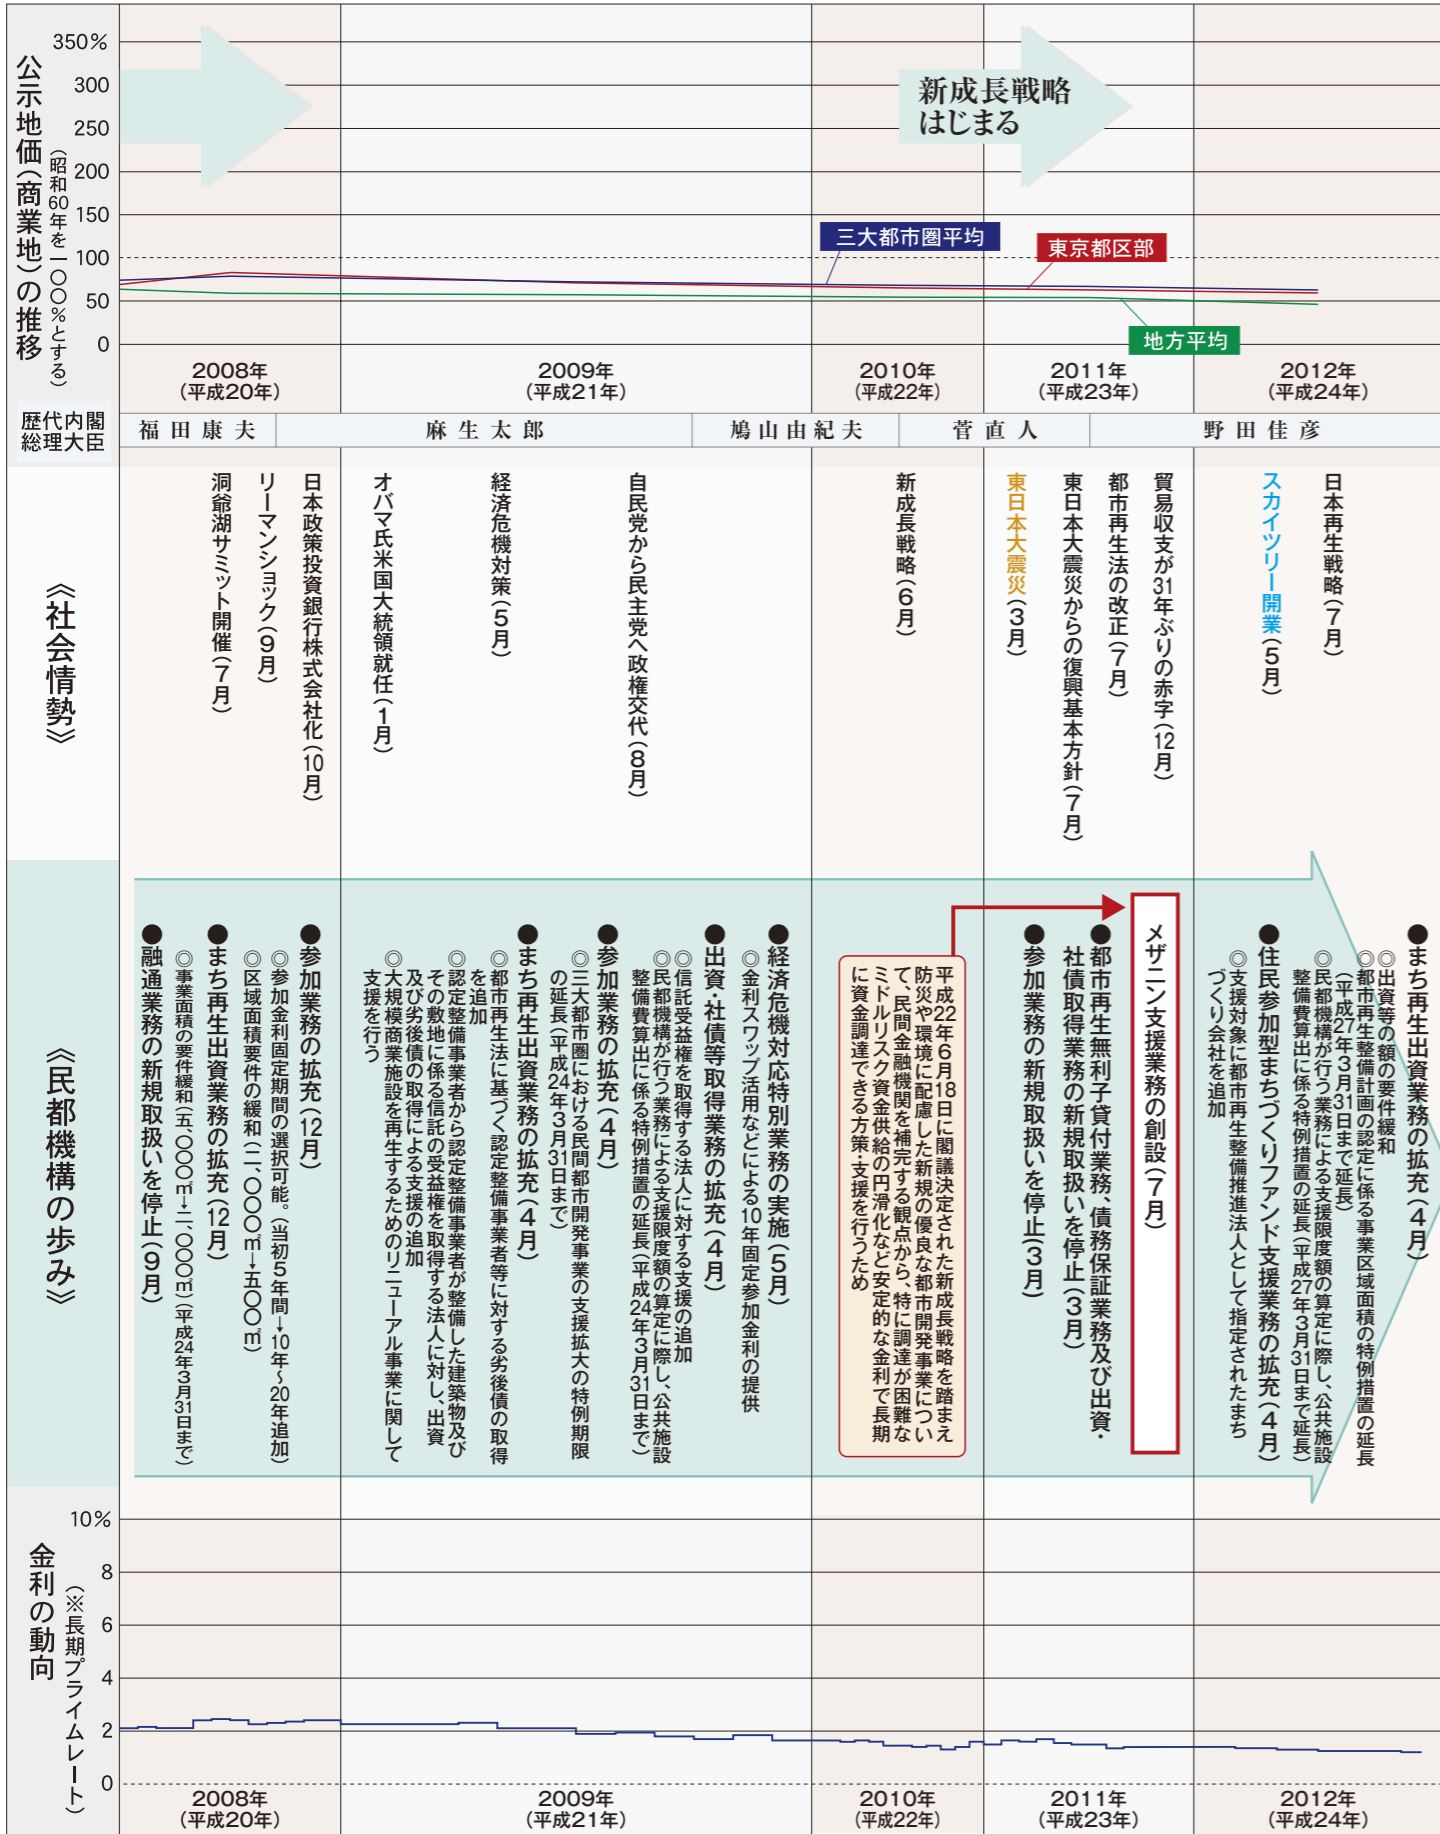 公示地価(商業地)の推移
(昭和60年を一〇〇%とする)
350%
300
250
200
150
100
50
0
新成長戦略
はじまる
三大都市圏平均
東京都区部
地方平均
2008年
(平成20年)
2009年
(平成21年)
2010年
(平成22年)
2011年
(平成23年)
2012年
(平成24年)
歴代内閣
総理大臣
福田康夫
麻生太郎
鳩山由紀夫
菅直人
野田佳彦
《社会情勢》
洞爺湖サミット開催(7月)
リーマンショック(9月)
日本政策投資銀行株式会社化(10月)
オバマ氏米国大統領就任(1月)
経済危機対策(5月)
自民党から民主党へ政権交代(8月)
新成長戦略(6月)
東日本大震災(3月)
東日本大震災からの復興基本方針(7月)
都市再生法の改正(7月)
貿易収支が31年ぶりの赤字(12月)
スカイツリー開業(5月)
日本再生戦略(7月)
《民都機構の歩み》
●融通業務の新規取扱いを停止(9月)
●まち再生出資業務の拡充(12月)
◎事業面積の要件緩和(五、〇〇〇㎡→二、〇〇〇㎡)(平成24年3月31日まで)
●参加業務の拡充(12月)
◎参加金利固定期間の選択可能。(当初5年間→10年~20年追加)
◎区域面積要件の緩和(二、〇〇〇㎡→五〇〇㎡)
●まち再生出資業務の拡充(4月)
◎都市再生法に基づく認定整備事業者等に対する劣後債の取得
を追加
◎認定整備事業者から認定整備事業者が整備した建築物及び
その敷地に係る信託の受益権を取得する法人に対し、出資
及び劣後債の取得による支援の追加
◎大規模商業施設を再生するためのリニューアル事業に関して
支援を行う
●参加業務の拡充(4月)
◎三大都市圏における民間都市開発事業の支援拡大の特例期限
の延長(平成24年3月31日まで)
●出資・社債等取得業務の拡充(4月)
◎信託受益権を取得する法人に対する支援の追加
◎民都機構が行う業務による支援限度額の算定に際し、公共施設
整備費算出に係る特例措置の延長(平成24年3月31日まで)
●経済危機対応特別業務の実施(5月)
◎金利スワップ活用などによる10年固定参加金利の提供
平成22年6月18日に閣議決定された新成長戦略を踏まえ
防災や環境に配慮した新規の優良な都市開発事業につい
て、民間金融機関を補完する観点から、特に調達が困難な
ミドルリスク資金供給の円滑化など安定的な金利で長期
に資金調達できる方策・支援を行うため
●参加業務の新規取扱いを停止(3月)
●都市再生無利子貸付業務、債務保証業務及び出資・
社債取得業務の新規取扱いを停止(3月)
メザニン支援業務の創設(7月)
●住民参加型まちづくりファンド支援業務の拡充(4月)
◎支援対象に都市再生整備推進法人として指定されたまち
づくり会社を追加
●まち再生出資業務の拡充(4月)
◎出資等の額の要件緩和
◎都市再生整備計画の認定に係る事業区域面積の特例措置の延長
(平成27年3月31日まで延長)
◎民都機構が行う業務による支援限度額の算定に際し、公共施設
整備費算出に係る特例措置の延長(平成27年3月31日まで延長)
金利の動向
(※長期プライムレート)
10%
8
6
4
2
0
2008年
(平成20年)
2009年
(平成21年)
2010年
(平成22年)
2011年
(平成23年)
2012年
(平成24年)